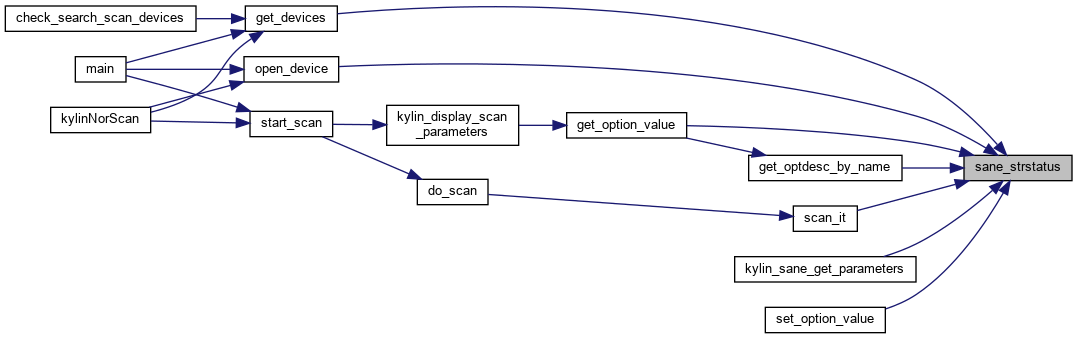 check_search_scan_devices
get_devices
main
open_device
kylinNorScan
start_scan
kylin_display_scan
_parameters
get_option_value
get_optdesc_by_name
sane_strstatus
do_scan
scan_it
kylin_sane_get_parameters
set_option_value